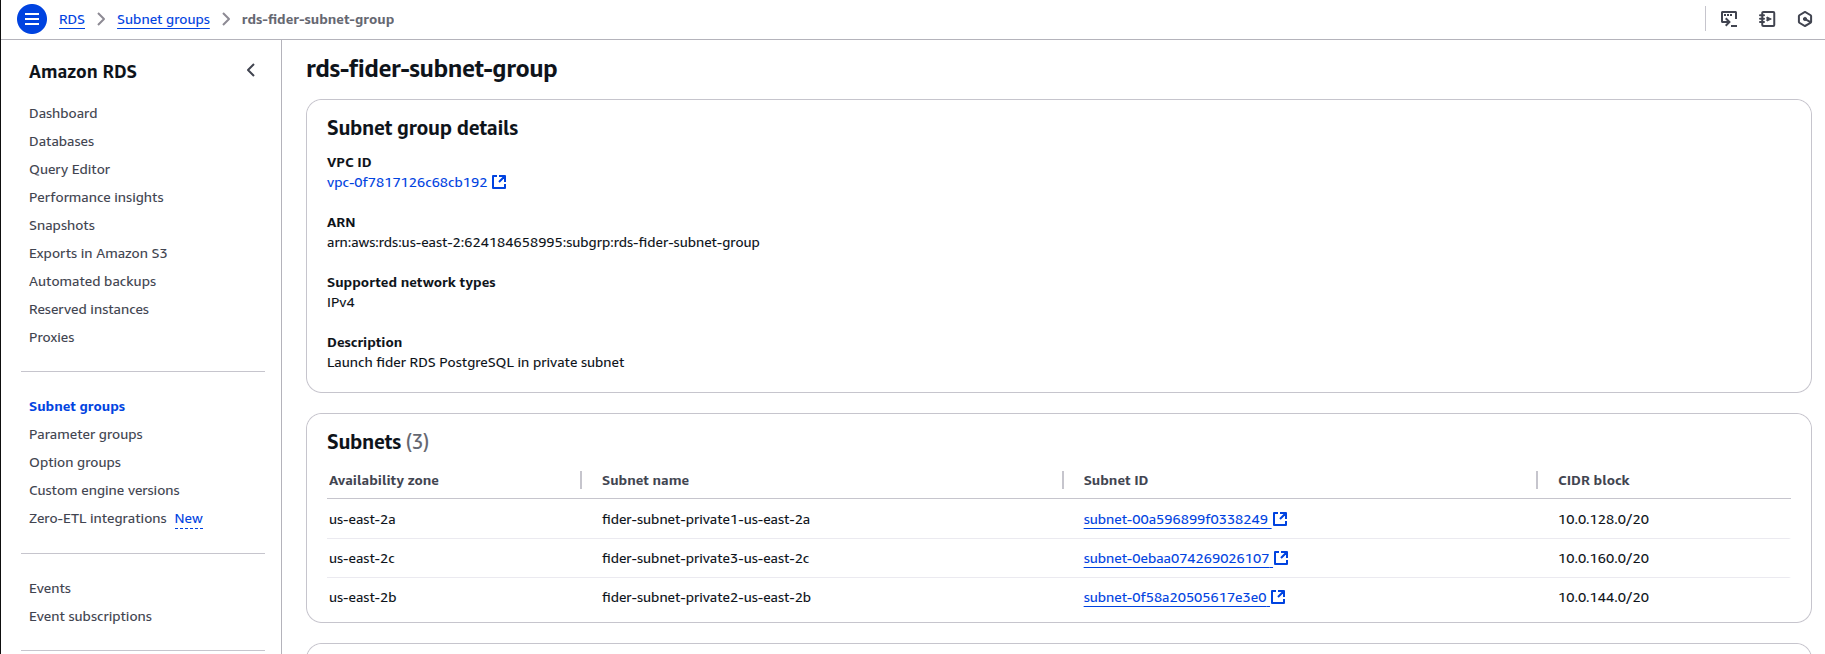 RDS > Subnet groups > rds-fider-subnet-group
Amazon RDS
Dashboard
Databases
Query Editor
Performance insights
Snapshots
Exports in Amazon S3
Automated backups
Reserved instances
Proxies
Subnet groups
Parameter groups
Option groups
Custom engine versions
Zero-ETL integrations New
Events
Event subscriptions
rds-fider-subnet-group
Subnet group details
VPC ID
vpc-0f7817126c68cb192
ARN
arn:aws:rds:us-east-2:624184658995:subgrp:rds-fider-subnet-group
Supported network types
IPv4
Description
Launch fider RDS PostgreSQL in private subnet
Subnets (3)
Availability zone Subnet name Subnet ID CIDR block
us-east-2a fider-subnet-private1-us-east-2a subnet-00a596899f0338249 10.0.128.0/20
us-east-2c fider-subnet-private3-us-east-2c subnet-0ebaa074269026107 10.0.160.0/20
us-east-2b fider-subnet-private2-us-east-2b subnet-0f58a20505617e3e0 10.0.144.0/20